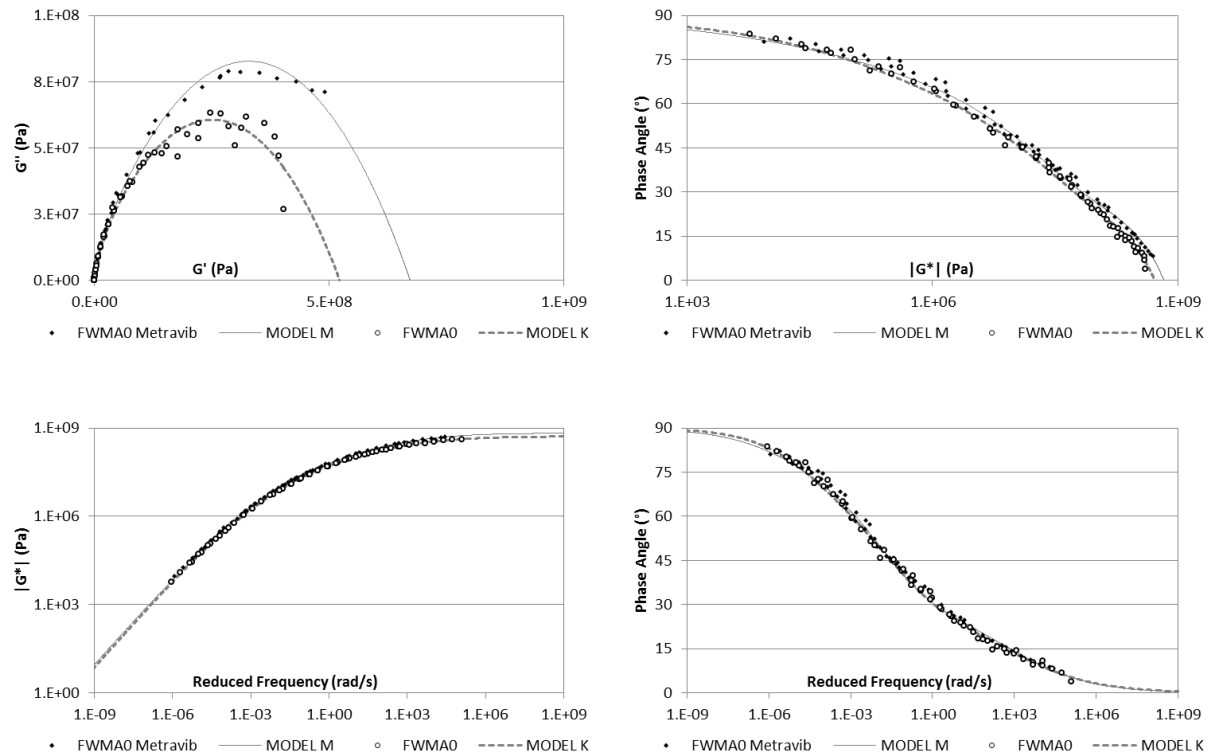 1.E+08
8.E+07
5.E+07
3.E+07
0.E+00
G'' (Pa)
G' (Pa)
0.E+00
5.E+08
1.E+09
FWMA0 Metravib
MODEL M
FWMA0
MODEL K
90
75
60
45
30
15
0
Phase Angle (°)
|G*| (Pa)
1.E+03
1.E+06
1.E+09
FWMA0 Metravib
MODEL M
FWMA0
MODEL K
1.E+09
1.E+06
1.E+03
1.E+00
|G*| (Pa)
Reduced Frequency (rad/s)
1.E-09
1.E-06
1.E-03
1.E+00
1.E+03
1.E+06
1.E+09
FWMA0 Metravib
MODEL M
FWMA0
MODEL K
90
75
60
45
30
15
0
Phase Angle (°)
Reduced Frequency (rad/s)
1.E-09
1.E-06
1.E-03
1.E+00
1.E+03
1.E+06
1.E+09
FWMA0 Metravib
MODEL M
FWMA0
MODEL K